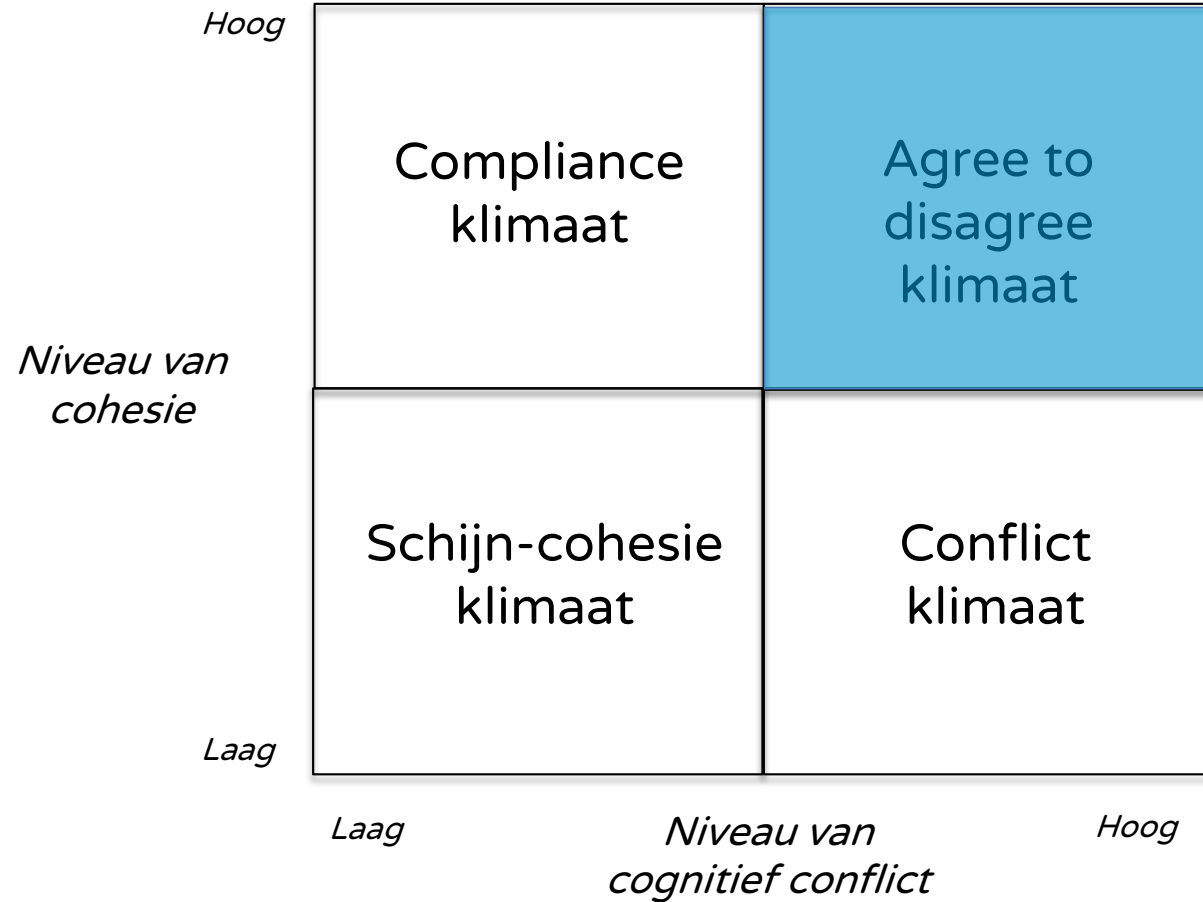 Hoog
Compliance
klimaat
Agree to
disagree
klimaat
Niveau van
cohesie
Schijn-cohesie
klimaat
Conflict
klimaat
Laag
Laag
Niveau van
cognitief conflict
Hoog